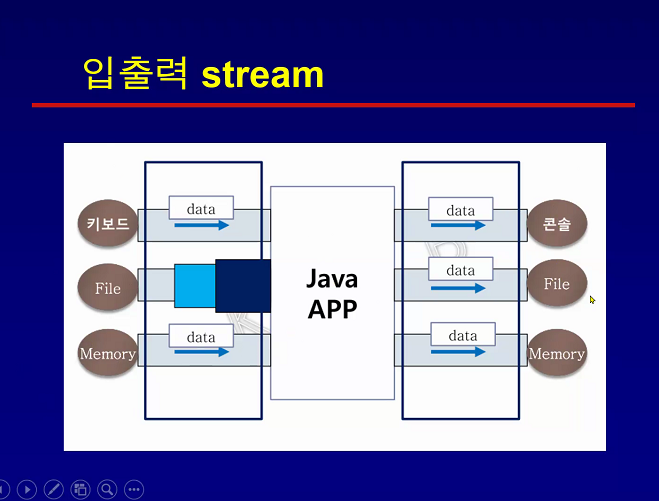 입출력 stream
키보드
data
File
Memory
data
Java
APP
data
콘솔
data
File
data
Memory